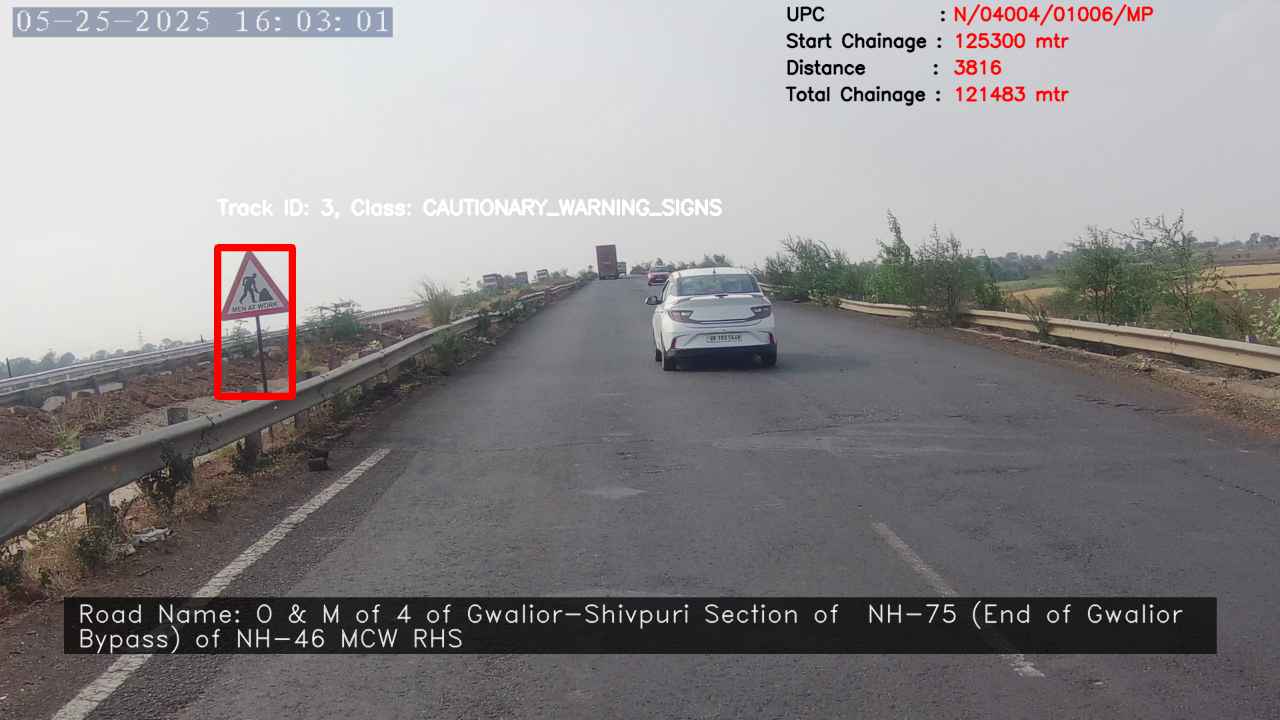 05-25-2025 16:03:01
UPC : N/04004/01006/MP
Start Chainage : 125300 mtr
Distance : 3816
Total Chainage : 121483 mtr
Track ID: 3, Class: CAUTIONARY_WARNING_SIGNS
MEN AT WORK
Road Name: O & M of 4 of Gwalior-Shivpuri Section of NH-75 (End of Gwalior
Bypass) of NH-46 MCW RHS